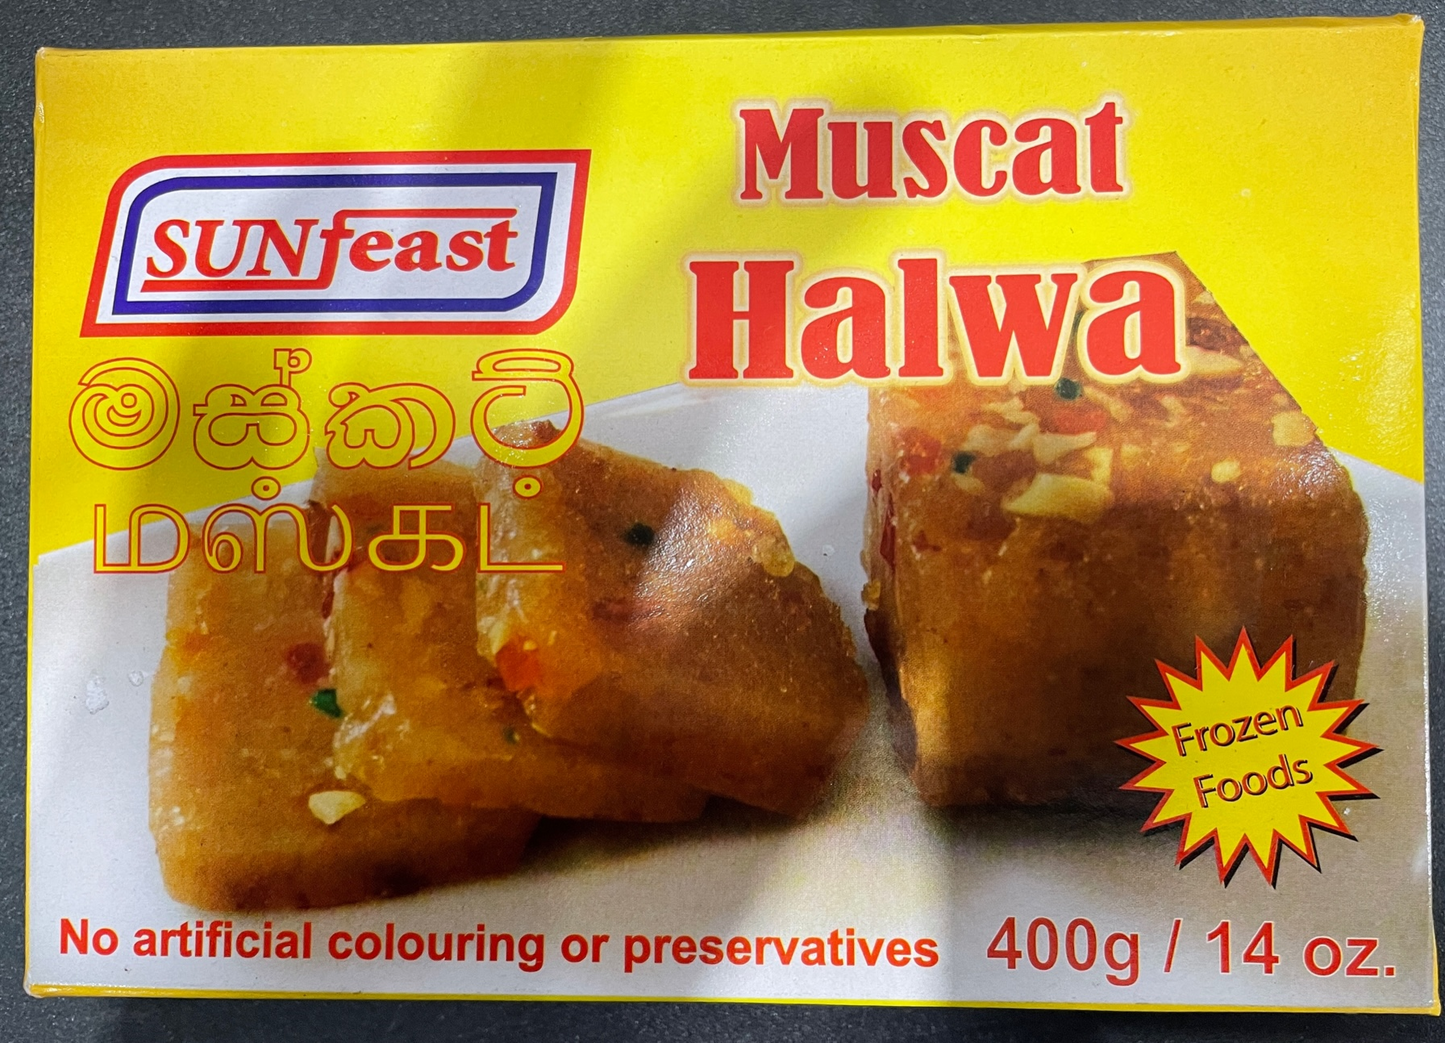 Muscat
Halwa
SUNfeast
මස්කට්
மஸ்கட்
Frozen
Foods
No artificial colouring or preservatives
400g / 14 oz.